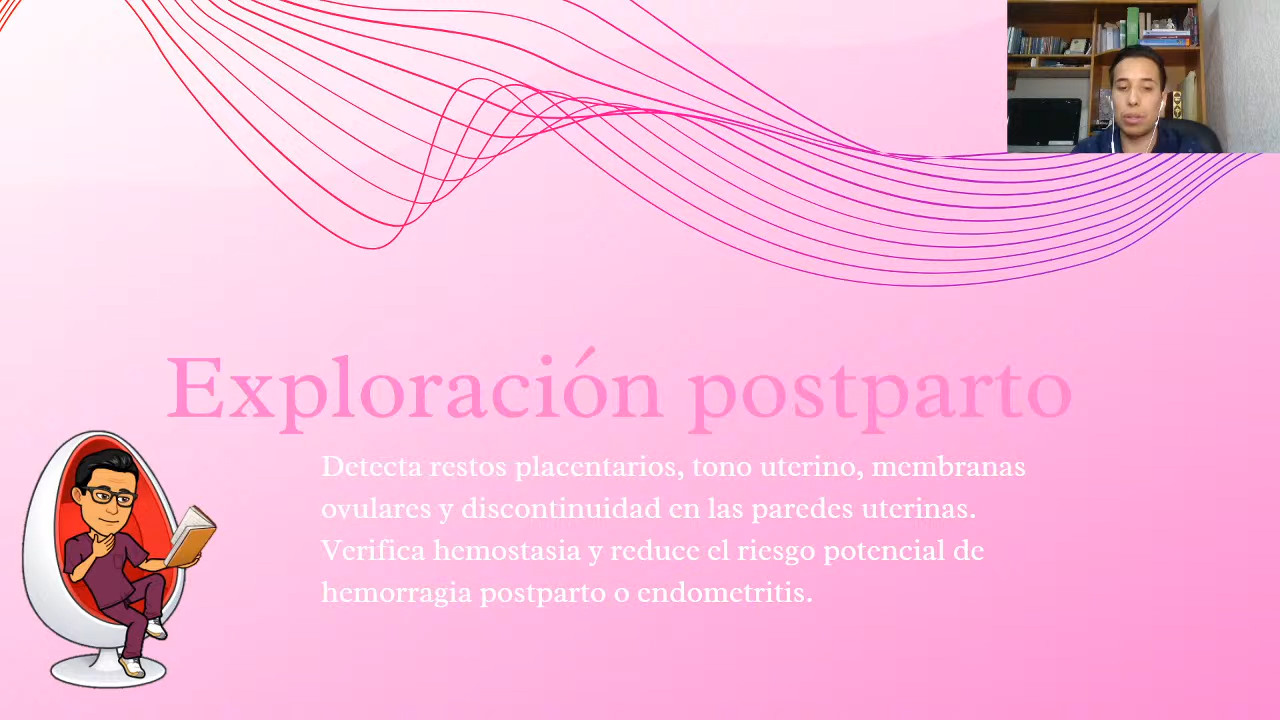 Exploración postparto
Detecta restos placentarios, tono uterino, membranas
ovulares y discontinuidad en las paredes uterinas.
Verifica hemostasia y reduce el riesgo potencial de
hemorragia postparto o endometritis.